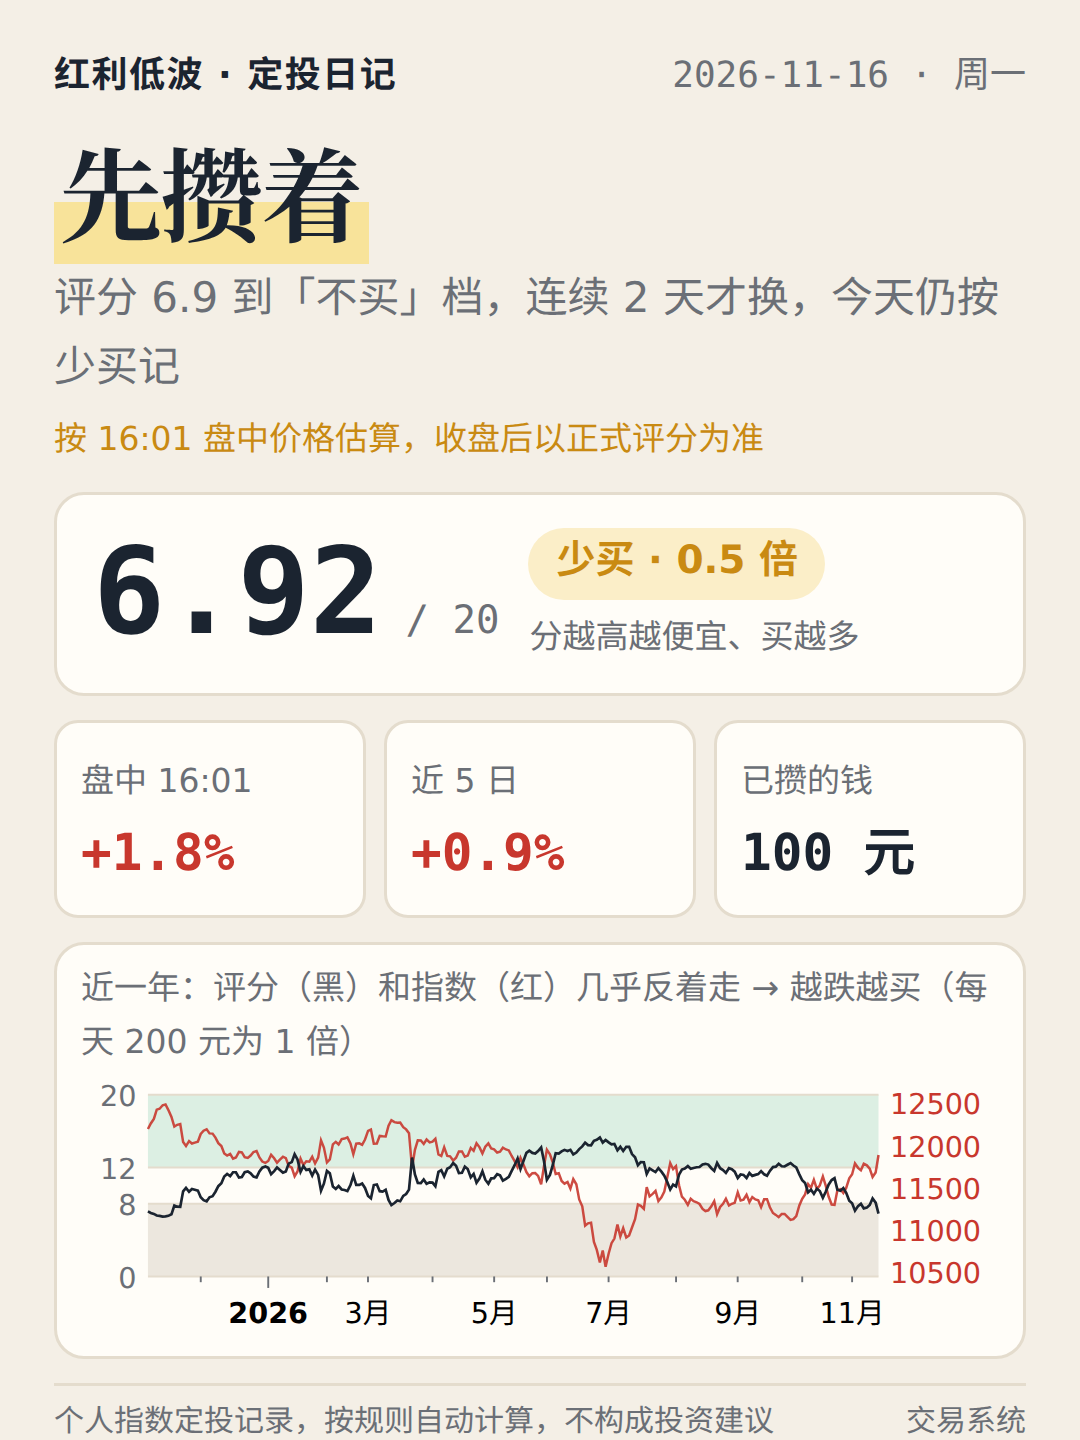 红利低波 · 定投日记
2026-11-16 · 周一
先攒着
评分 6.9 到「不买」档，连续 2 天才换，今天仍按
少买记
按 16:01 盘中价格估算，收盘后以正式评分为准
6.92 / 20
少买 · 0.5 倍
分越高越便宜、买越多
盘中 16:01
+1.8%
近 5 日
+0.9%
已攒的钱
100 元
近一年：评分（黑）和指数（红）几乎反着走 → 越跌越买（每
天 200 元为 1 倍）
20
12
8
0
12500
12000
11500
11000
10500
2026 3月 5月 7月 9月 11月
个人指数定投记录，按规则自动计算，不构成投资建议
交易系统